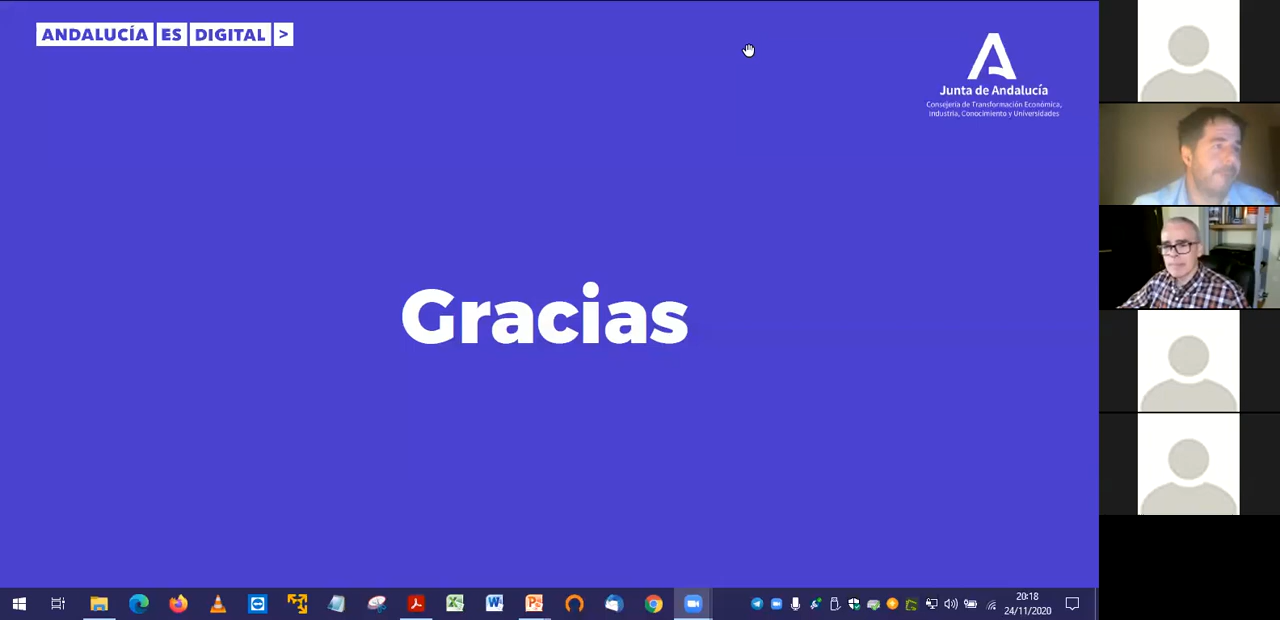 ANDALUCÍA ES DIGITAL >
Junta de Andalucía
Consejería de Transformación Económica,
Industria, Conocimiento y Universidades
Gracias
20:18
24/11/2020